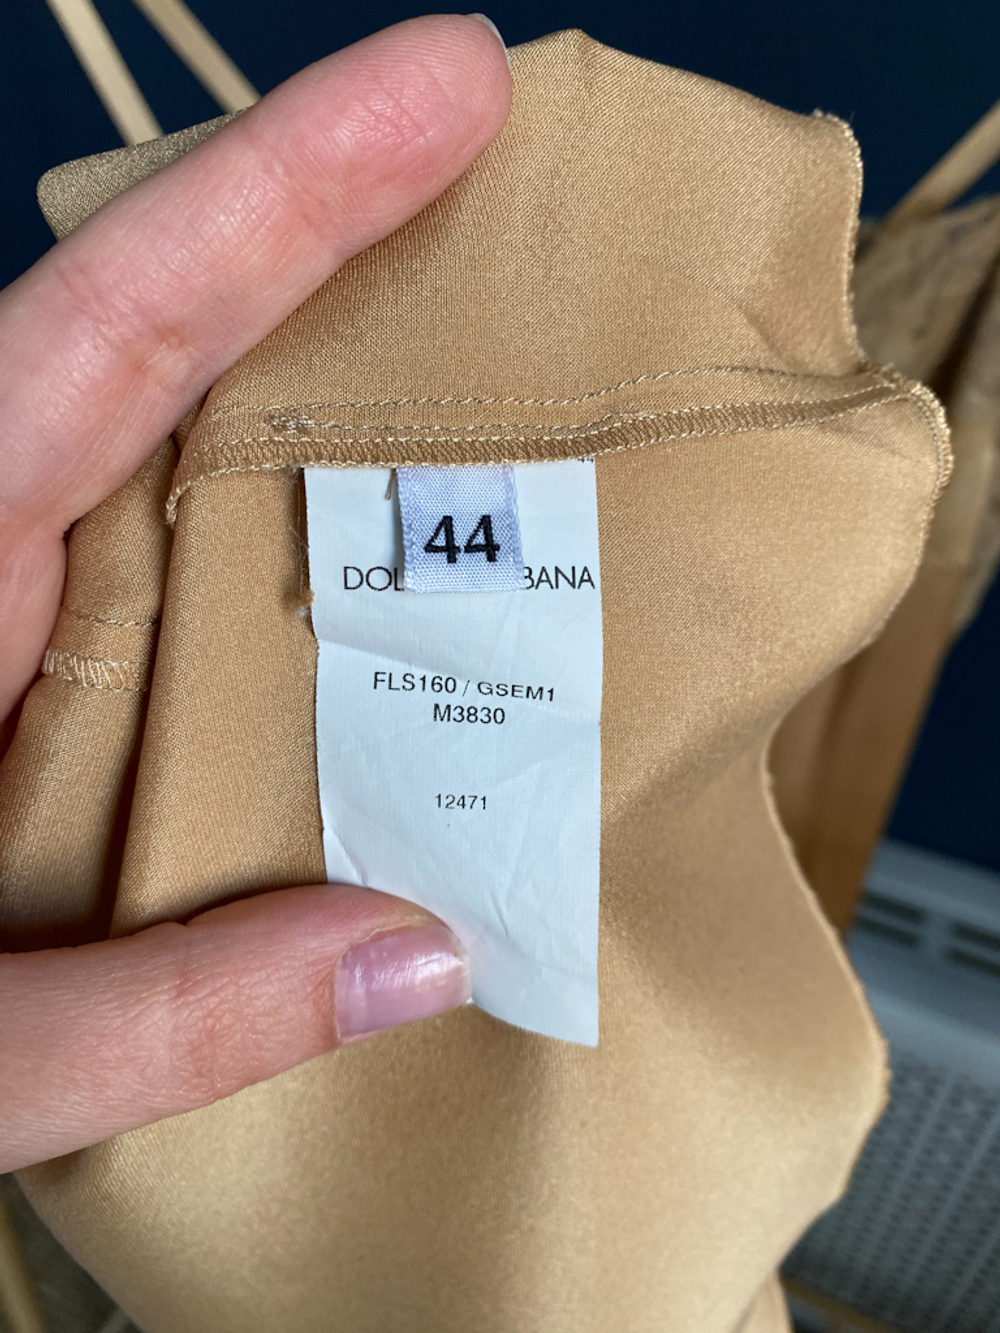 44
DOL BANA
FLS160 / GSEM1
M3830
12471